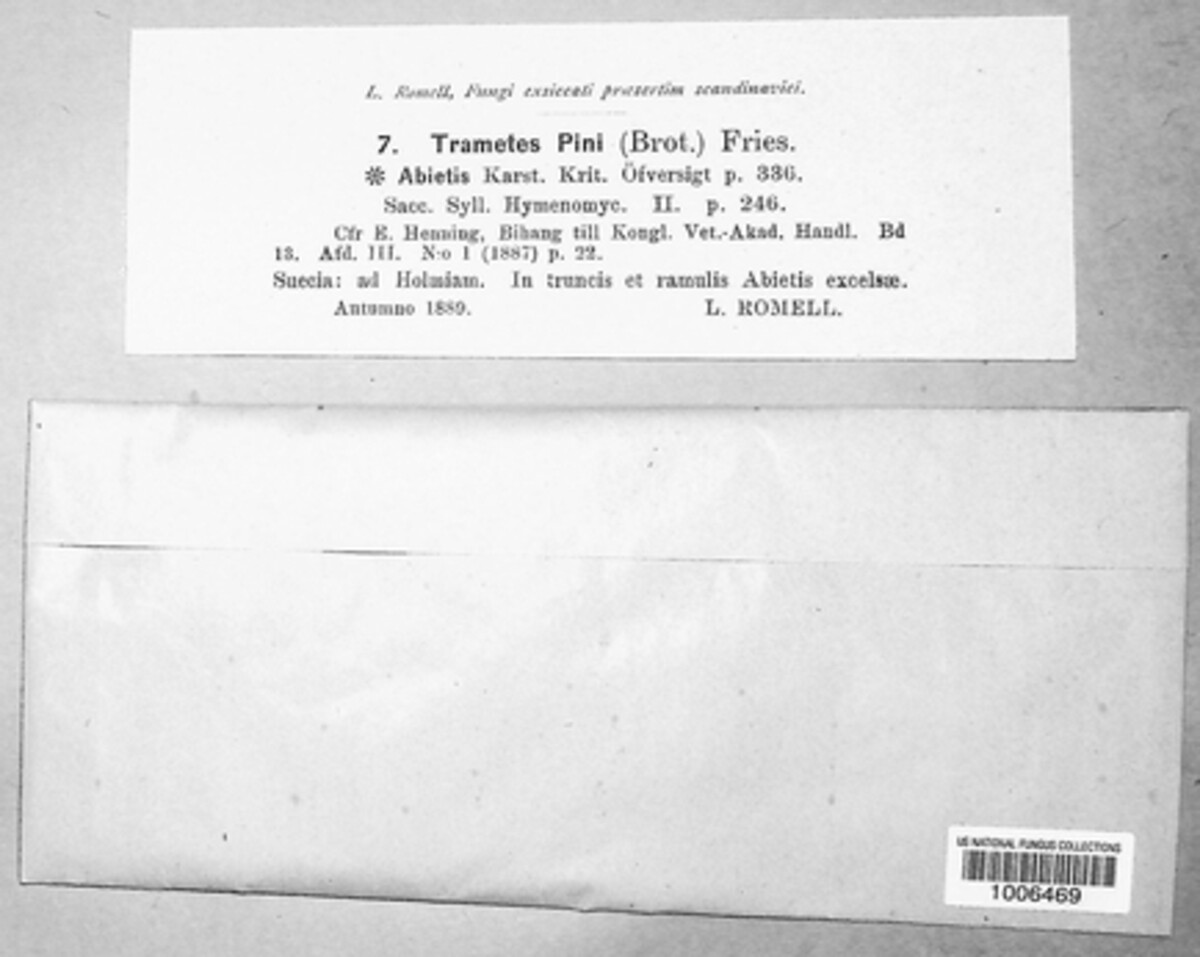 L. Romell, Fungi exsiccati præsertim scandinavici.
7. Trametes Pini (Brot.) Fries.
* Abietis Karst. Krit. Öfversigt p. 336.
Sacc. Syll. Hymenomyc. II. p. 246.
Cfr E. Henning, Bihang till Kongl. Vet.-Akad. Handl. Bd
13. Afd. III. N:o 1 (1887) p. 22.
Suecia: ad Holmiam. In truncis et ramulis Abietis excelsæ.
Autumno 1889. L. ROMELL.
US NATIONAL FUNGUS COLLECTIONS
1006469